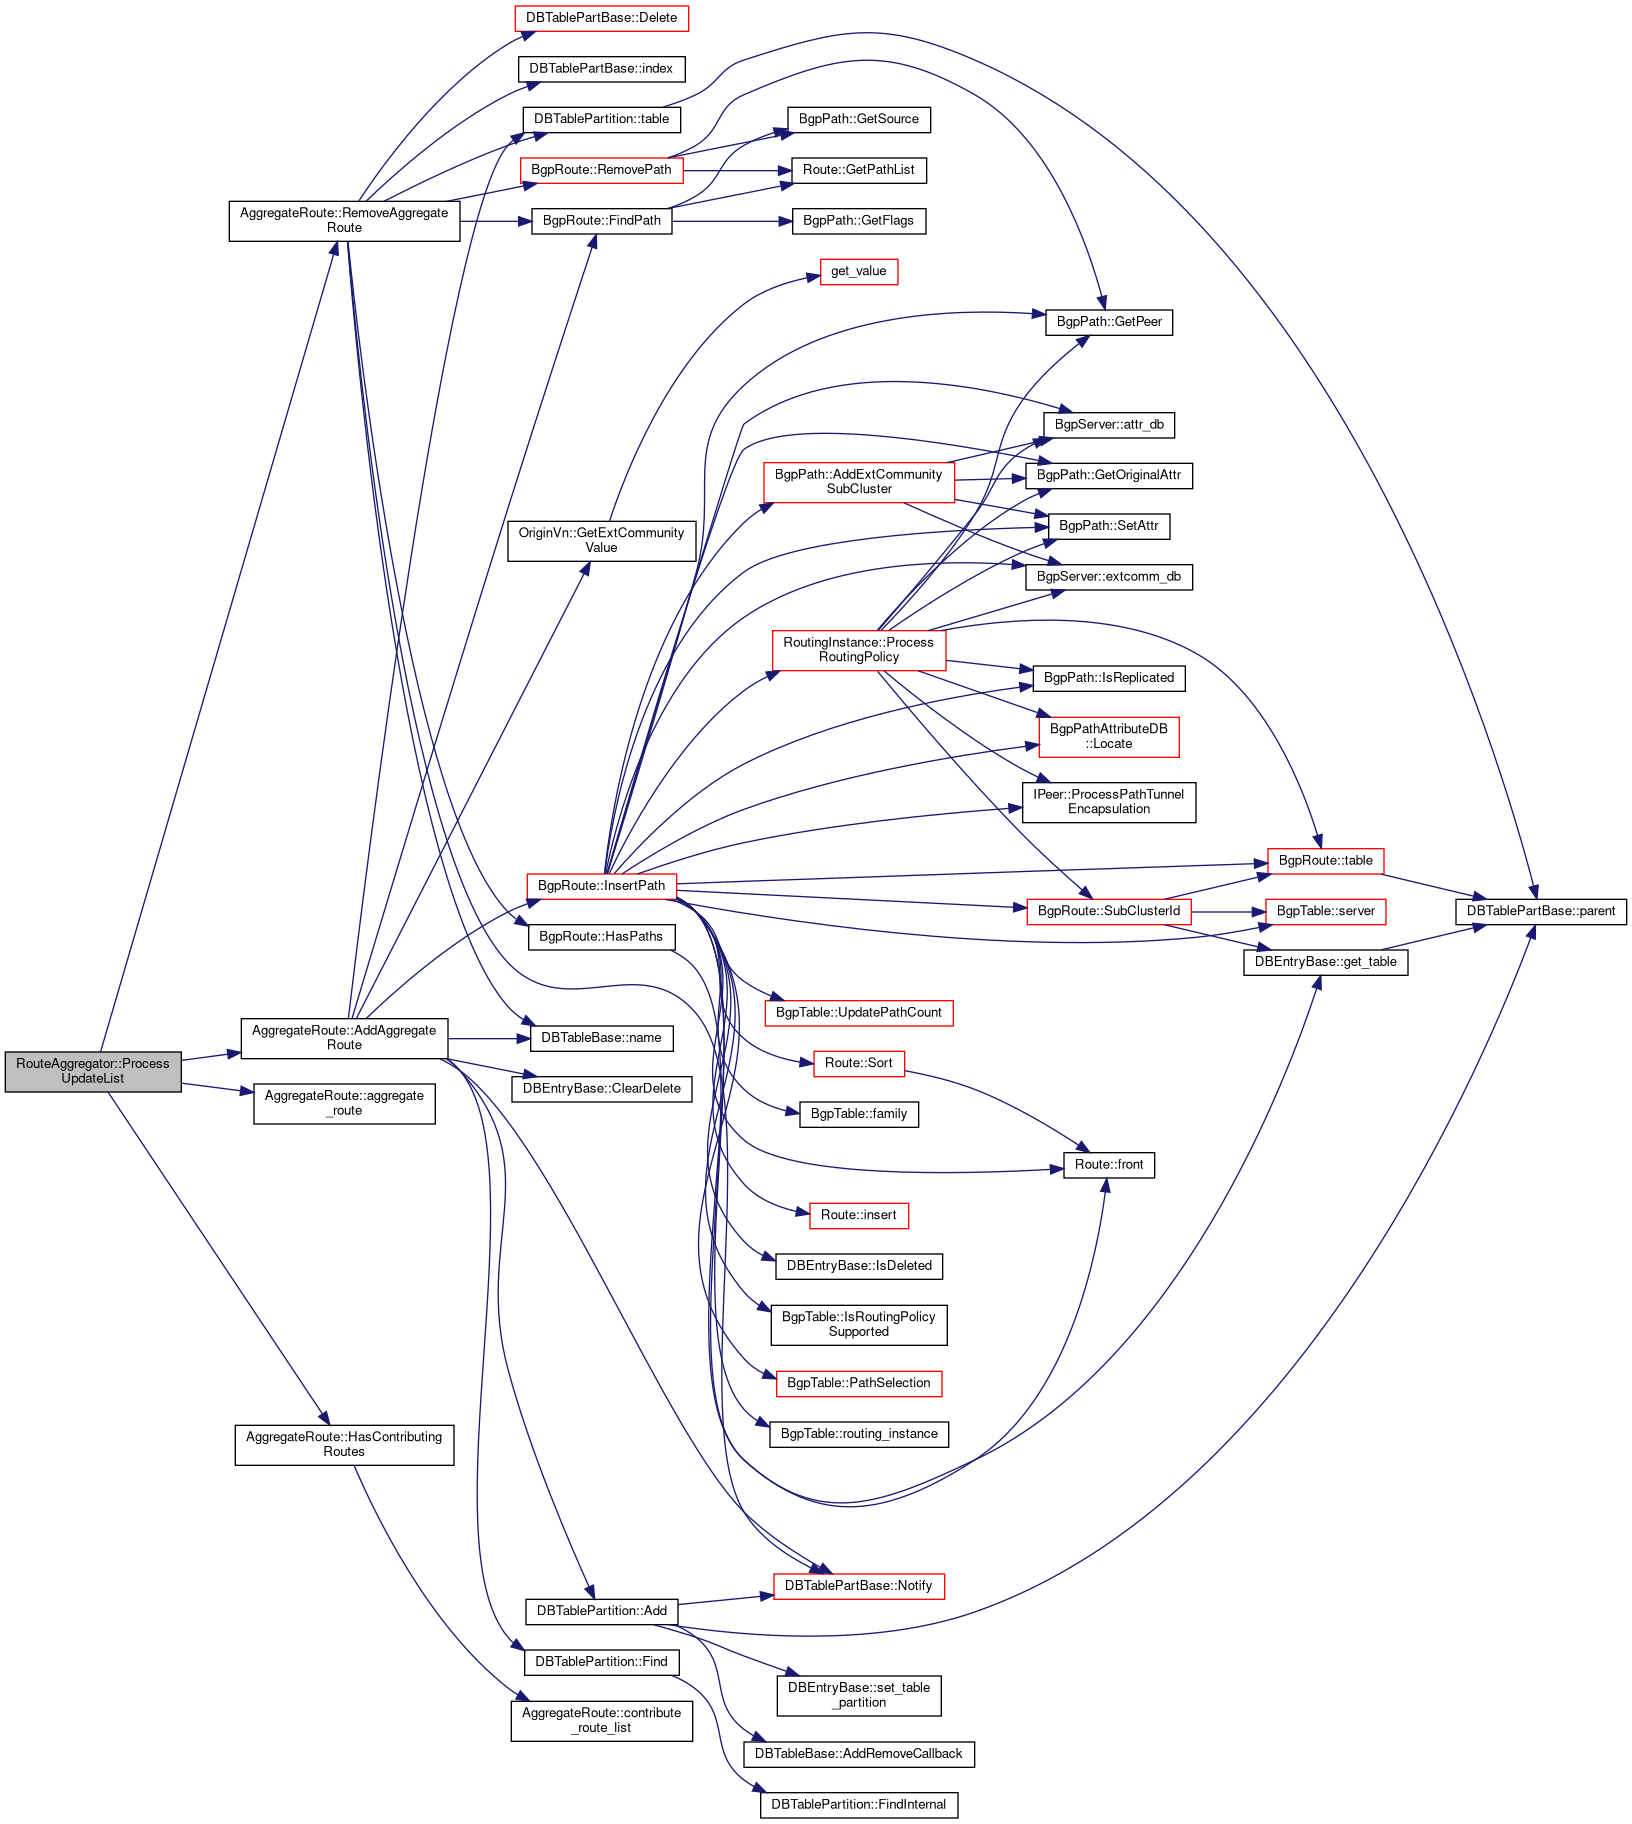 DBTablePartBase::Delete
DBTablePartBase::index
DBTablePartition::table
BgpPath::GetSource
BgpRoute::RemovePath
Route::GetPathList
AggregateRoute::RemoveAggregate
Route
BgpRoute::FindPath
BgpPath::GetFlags
get_value
BgpPath::GetPeer
BgpServer::attr_db
BgpPath::AddExtCommunity
SubCluster
BgpPath::GetOriginalAttr
OriginVn::GetExtCommunity
Value
BgpPath::SetAttr
BgpServer::extcomm_db
RoutingInstance::Process
RoutingPolicy
BgpPath::IsReplicated
BgpPathAttributeDB
::Locate
IPeer::ProcessPathTunnel
Encapsulation
BgpRoute::table
BgpRoute::InsertPath
BgpRoute::SubClusterId
BgpTable::server
DBTablePartBase::parent
BgpRoute::HasPaths
DBEntryBase::get_table
BgpTable::UpdatePathCount
AggregateRoute::AddAggregate
Route
DBTableBase::name
RouteAggregator::Process
UpdateList
Route::Sort
DBEntryBase::ClearDelete
AggregateRoute::aggregate
_route
BgpTable::family
Route::front
Route::insert
DBEntryBase::IsDeleted
BgpTable::IsRoutingPolicy
Supported
BgpTable::PathSelection
AggregateRoute::HasContributing
Routes
BgpTable::routing_instance
DBTablePartBase::Notify
DBTablePartition::Add
DBTablePartition::Find
DBEntryBase::set_table
_partition
AggregateRoute::contribute
_route_list
DBTableBase::AddRemoveCallback
DBTablePartition::FindInternal